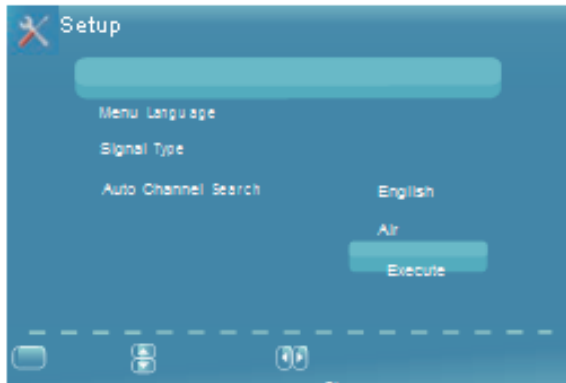 Setup
Menu Language
Signal Type
Auto Channel Search
English
Air
Execute